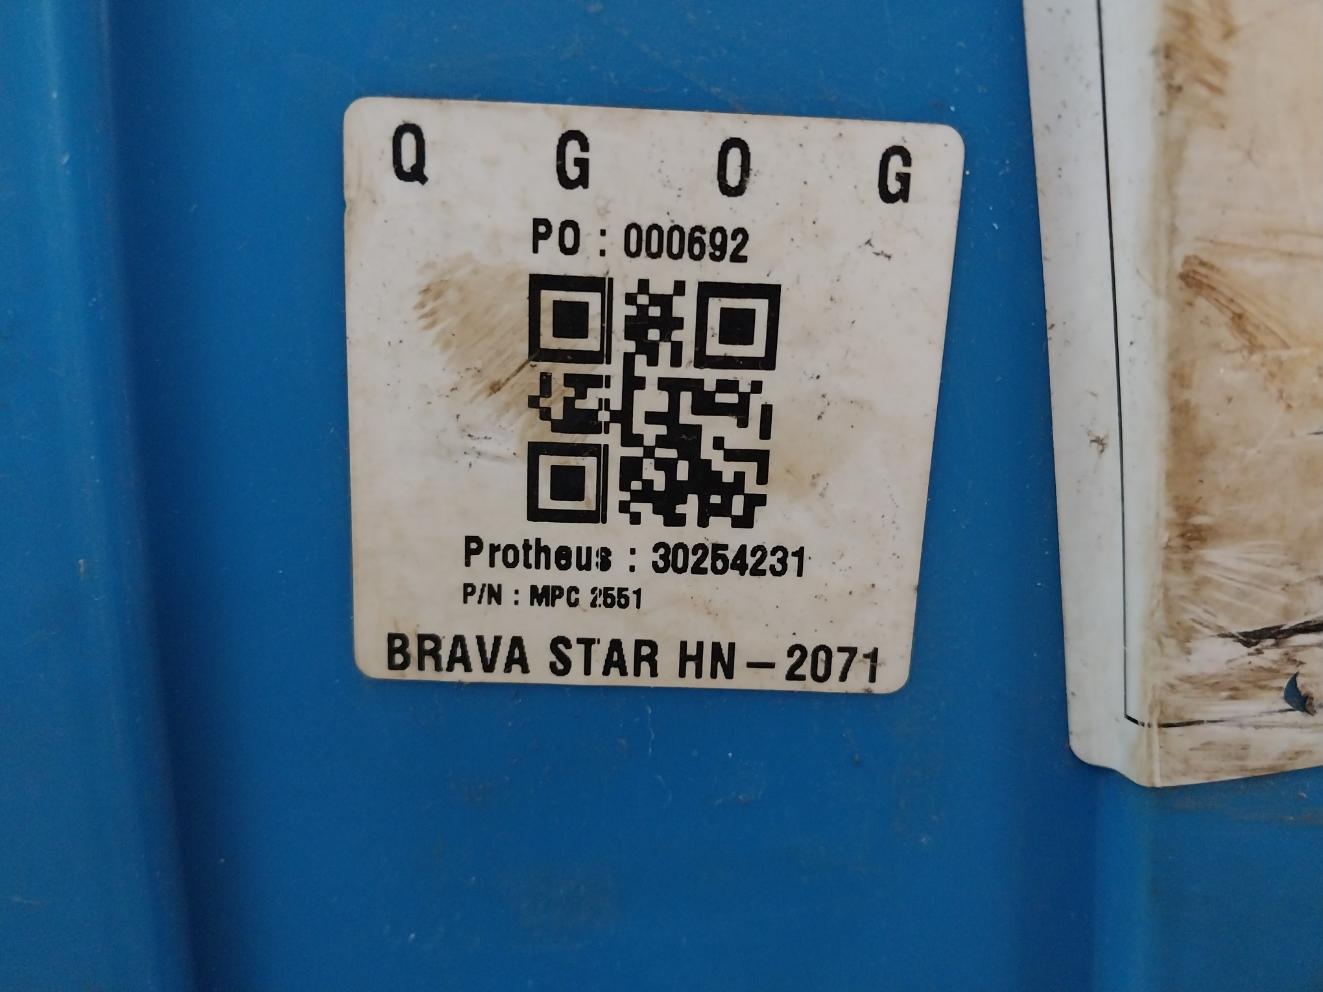 Q G O G
PO : 000692
Protheus : 30254231
P/N : MPC 2551
BRAVA STAR HN-2071